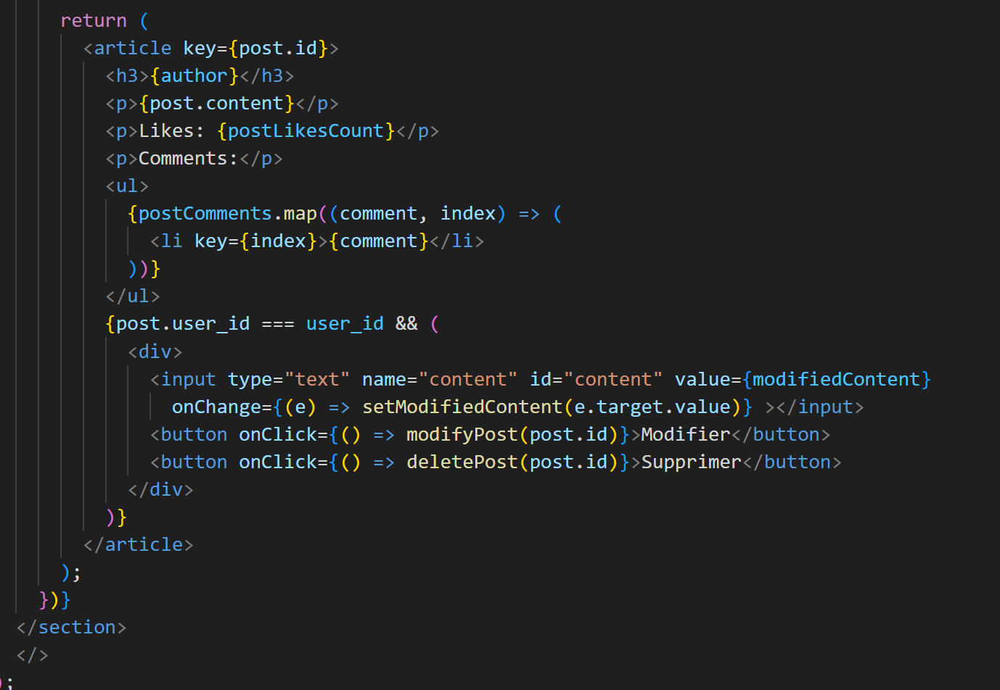 return (
<article key={post.id}>
<h3>{author}</h3>
<p>{post.content}</p>
<p>Likes: {postLikesCount}</p>
<p>Comments:</p>
<ul>
{postComments.map((comment, index) => (
<li key={index}>{comment}</li>
))}
</ul>
{post.user_id === user_id && (
<div>
<input type="text" name="content" id="content" value={modifiedContent}
onChange={(e) => setModifiedContent(e.target.value)} ></input>
<button onClick={() => modifyPost(post.id)}>Modifier</button>
<button onClick={() => deletePost(post.id)}>Supprimer</button>
</div>
)}
</article>
);
})}
</section>
</>
);